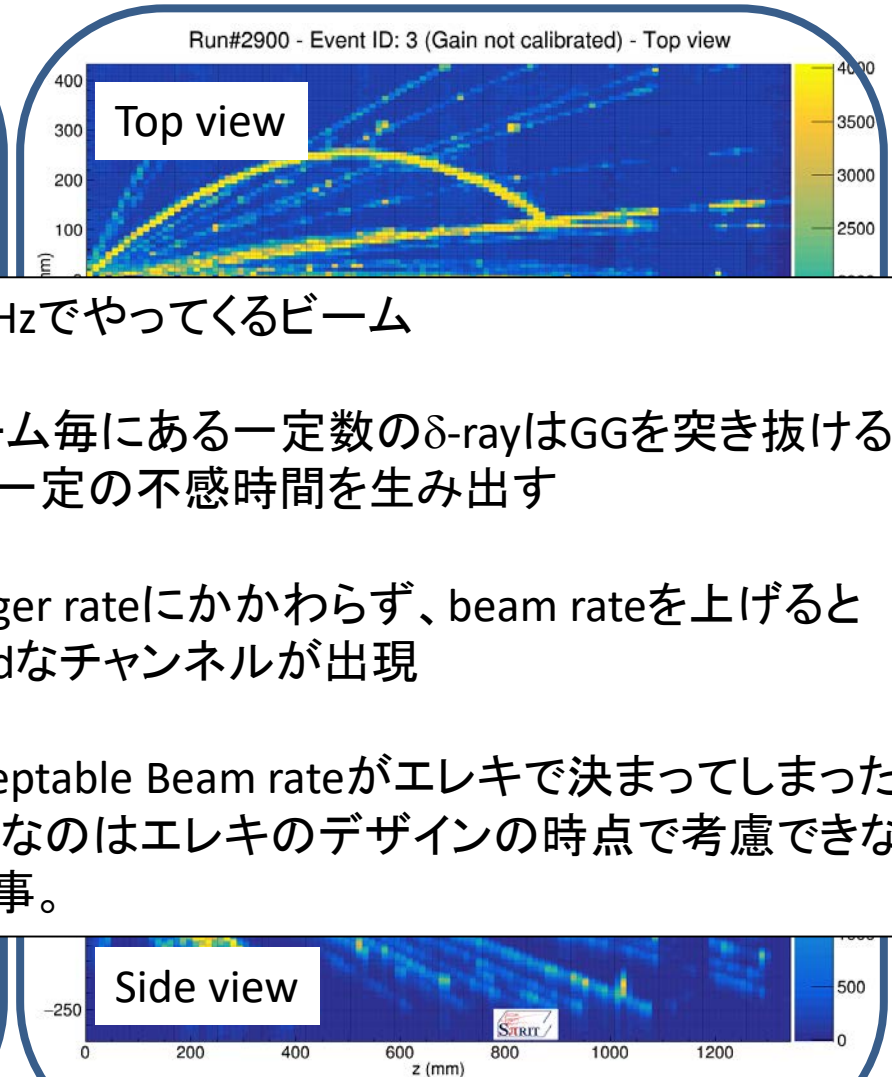 Run#2900 - Event ID: 3 (Gain not calibrated) - Top view
400
Top view
300
200
100
4000
3500
3000
2500
Hzでやってくるビーム
ーム毎にある一定数のδ-rayはGGを突き抜ける
一定の不感時間を生み出す
ger rateにかかわらず、beam rateを上げると
dなチャンネルが出現
eptable Beam rateがエレキで決まってしまった
なのはエレキのデザインの時点で考慮できな
事。
Side view
-250
500
0
SπRIT
0 200 400 600 800 1000 1200
z (mm)